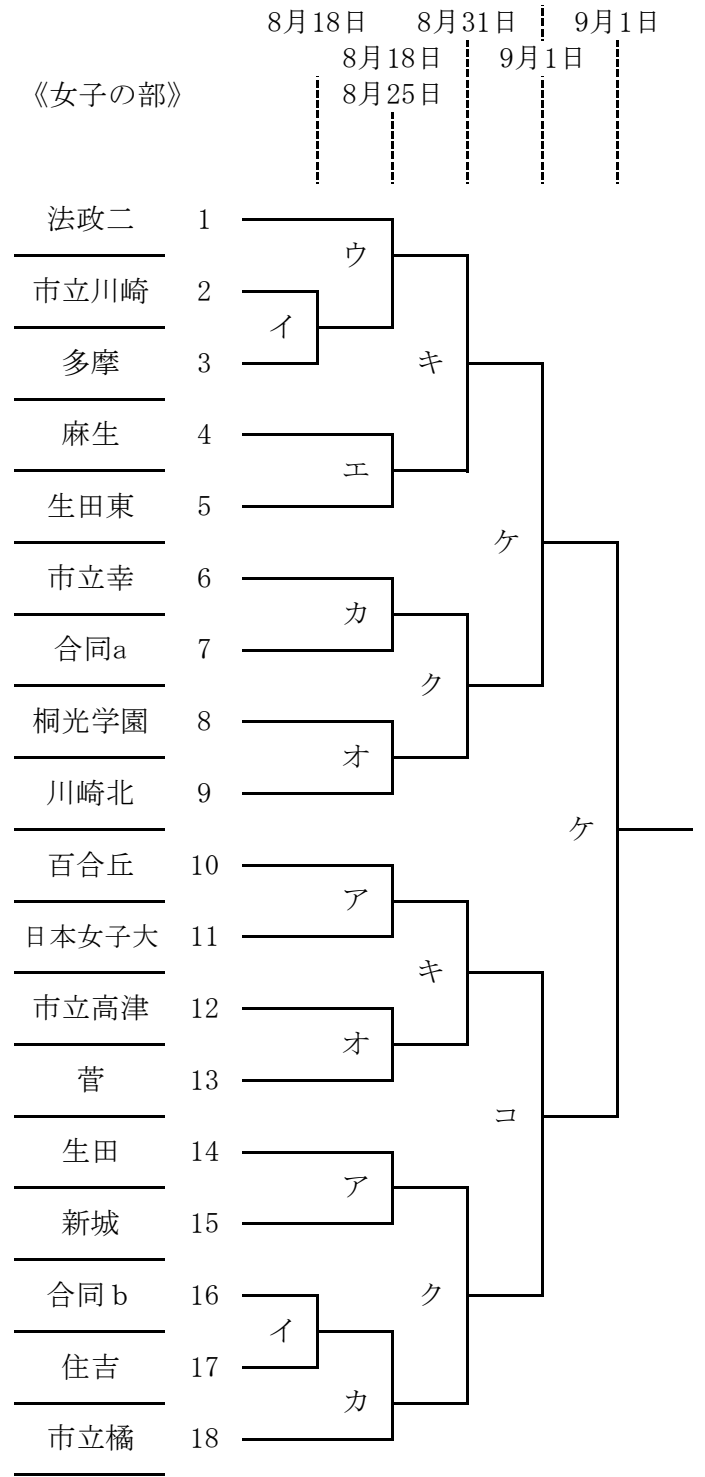 8月18日 8月31日 9月1日
8月18日 9月1日
《女子の部》 8月25日
法政二 1
ウ
市立川崎 2
イ
多摩 3
キ
麻生 4
エ
生田東 5
ケ
市立幸 6
カ
合同a 7
ク
桐光学園 8
オ
川崎北 9
ケ
百合丘 10
ア
日本女子大 11
キ
市立高津 12
オ
菅 13
コ
生田 14
ア
新城 15
合同b 16
ク
イ
住吉 17
カ
市立橘 18